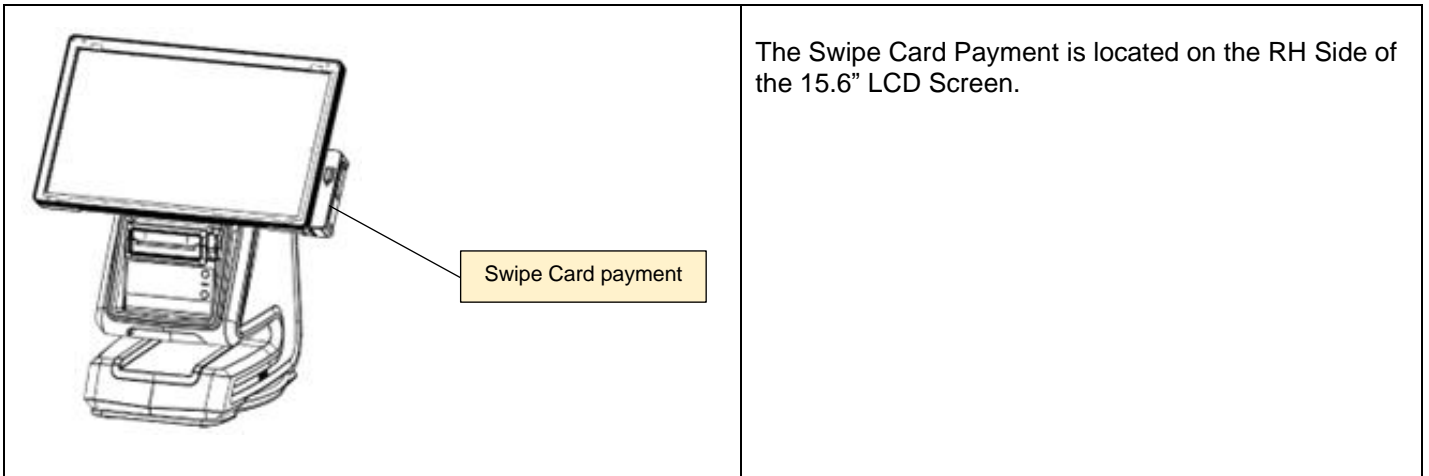 The Swipe Card Payment is located on the RH Side of
the 15.6” LCD Screen.
Swipe Card payment